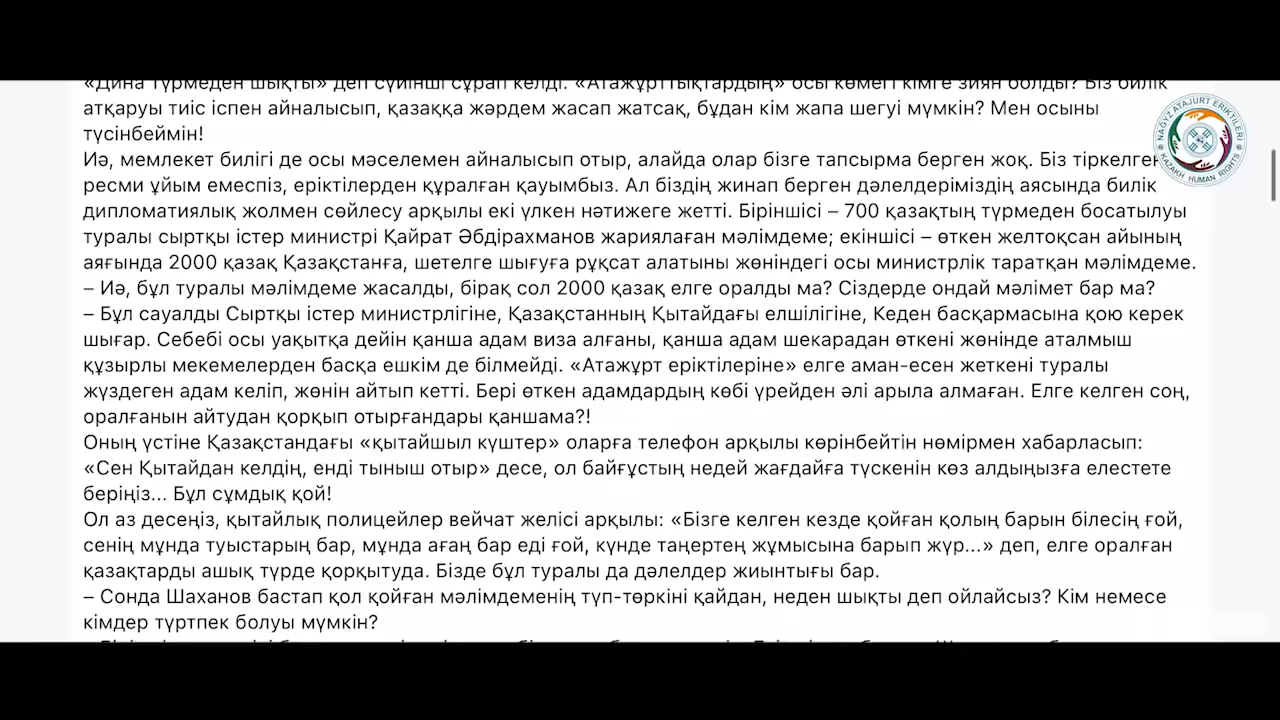 «Дина түрмеден шықты» деп сүйінші сұрап келді. «Атажұрттықтардың» осы көмегі кімге зиян болды? Біз билік
атқаруы тиіс іспен айналысып, қазаққа жәрдем жасап жатсақ, бұдан кім жапа шегуі мүмкін? Мен осыны
түсінбеймін!
Иә, мемлекет билігі де осы мәселемен айналысып отыр, алайда олар бізге тапсырма берген жоқ. Біз тіркелген
ресми ұйым емеспіз, еріктілерден құралған қауымбыз. Ал біздің жинап берген дәлелдеріміздің аясында билік
дипломатиялық жолмен сөйлесу арқылы екі үлкен нәтижеге жетті. Біріншісі – 700 қазақтың түрмеден босатылуы
туралы сыртқы істер министрі Қайрат Әбдірахманов жариялаған мәлімдеме; екіншісі – өткен желтоқсан айының
аяғында 2000 қазақ Қазақстанға, шетелге шығуға рұқсат алатыны жөніндегі осы министрлік таратқан мәлімдеме.
– Иә, бұл туралы мәлімдеме жасалды, бірақ сол 2000 қазақ елге оралды ма? Сіздерде ондай мәлімет бар ма?
– Бұл сауалды Сыртқы істер министрлігіне, Қазақстанның Қытайдағы елшілігіне, Кеден басқармасына қою керек
шығар. Себебі осы уақытқа дейін қанша адам виза алғаны, қанша адам шекарадан өткені жөнінде аталмыш
құзырлы мекемелерден басқа ешкім де білмейді. «Атажұрт еріктілеріне» елге аман-есен жеткені туралы
жүздеген адам келіп, жөнін айтып кетті. Бері өткен адамдардың көбі үрейден әлі арыла алмаған. Елге келген соң,
оралғанын айтудан қорқып отырғандары қаншама?!
Оның үстіне Қазақстандағы «қытайшыл күштер» оларға телефон арқылы көрінбейтін нөмірмен хабарласып:
«Сен Қытайдан келдің, енді тыныш отыр» десе, ол байғұстың недей жағдайға түскенін көз алдыңызға елестете
беріңіз... Бұл сұмдық қой!
Ол аз десеңіз, қытайлық полицейлер вейчат желісі арқылы: «Бізге келген кезде қойған қолың барын білесің ғой,
сенің мұнда туыстарың бар, мұнда ағаң бар еді ғой, күнде таңертең жұмысына барып жүр...» деп, елге оралған
қазақтарды ашық түрде қорқытуда. Бізде бұл туралы да дәлелдер жиынтығы бар.
– Сонда Шаханов бастап қол қойған мәлімдеменің түп-төркіні қайдан, неден шықты деп ойлайсыз? Кім немесе
кімдер түртпек болуы мүмкін?
NAĞYZ ATAJURT ERIKTILERI
KAZAKH HUMAN RIGHTS